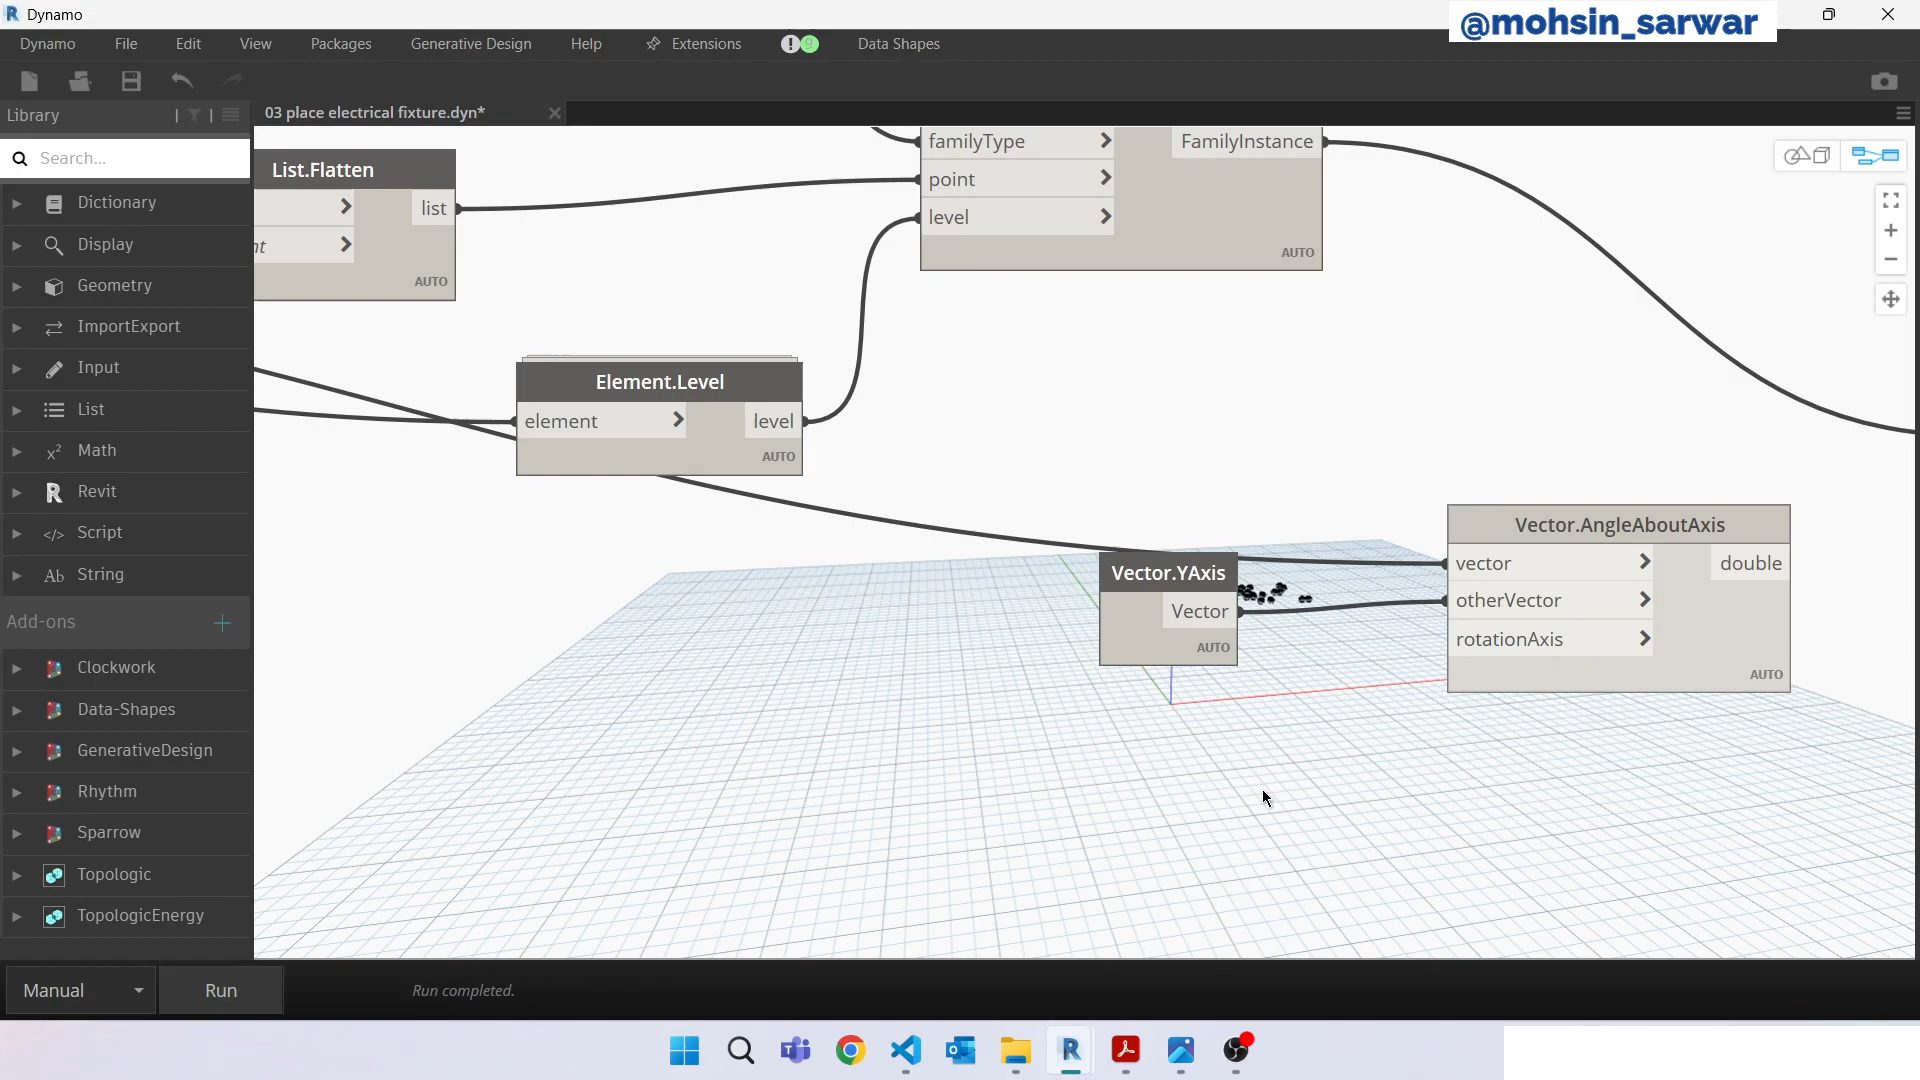 Dynamo
@mohsin_sarwar
Dynamo File Edit View Packages Generative Design Help Extensions 9 Data Shapes
Library
03 place electrical fixture.dyn*
Search...
Dictionary
Display
Geometry
ImportExport
Input
List
Math
Revit
Script
String
Add-ons
Clockwork
Data-Shapes
GenerativeDesign
Rhythm
Sparrow
Topologic
TopologicEnergy
List.Flatten
list
nt
AUTO
familyType FamilyInstance
point
level
AUTO
Element.Level
element level
AUTO
Vector.YAxis
Vector
AUTO
Vector.AngleAboutAxis
vector double
otherVector
rotationAxis
AUTO
Manual Run Run completed.